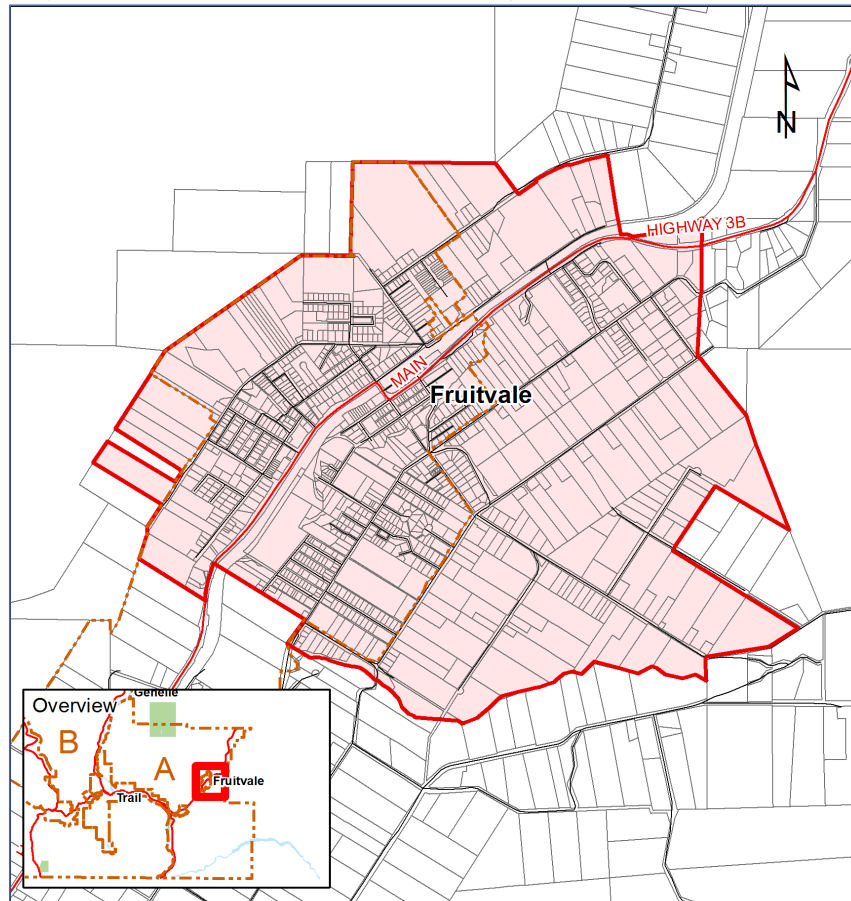 N
HIGHWAY 3B
MAIN
Fruitvale
Overview
Genelle
B
A
Fruitvale
Trail